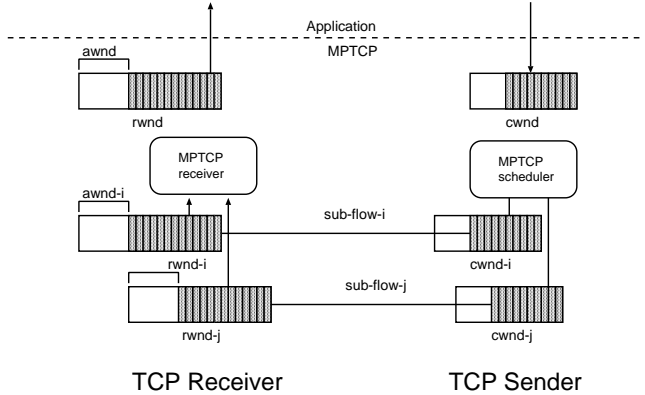 Application
MPTCP
awnd
rwnd
cwnd
MPTCP
receiver
MPTCP
scheduler
awnd-i
sub-flow-i
rwnd-i
cwnd-i
sub-flow-j
rwnd-j
cwnd-j
TCP Receiver
TCP Sender